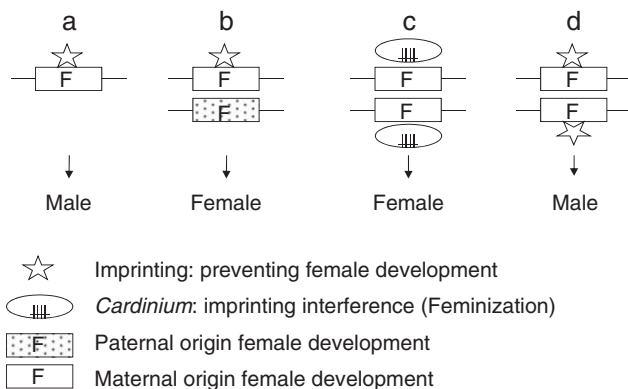 a b c d
F F F F
F F F
Male Female Female Male
Imprinting: preventing female development
Cardinium: imprinting interference (Feminization)
F Paternal origin female development
F Maternal origin female development